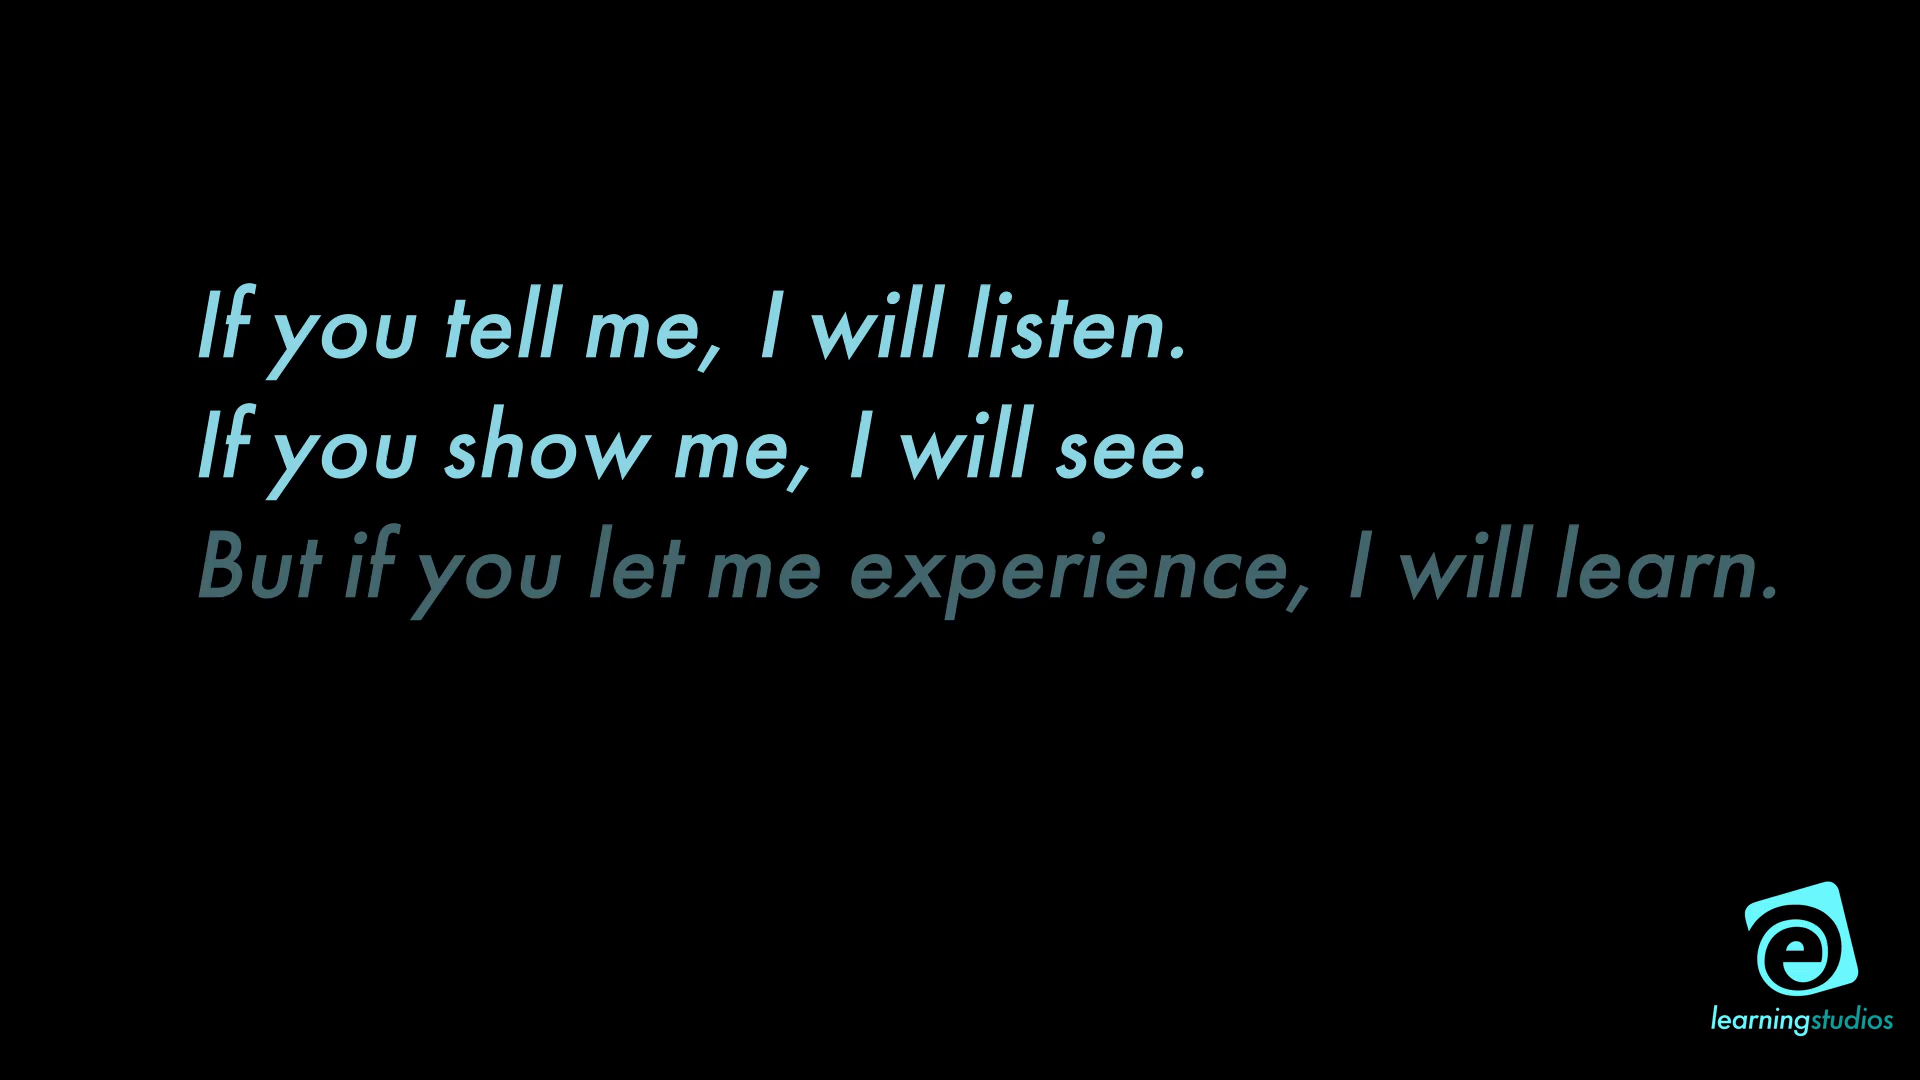 If you tell me, I will listen.
If you show me, I will see.
But if you let me experience, I will learn.
e
learningstudios